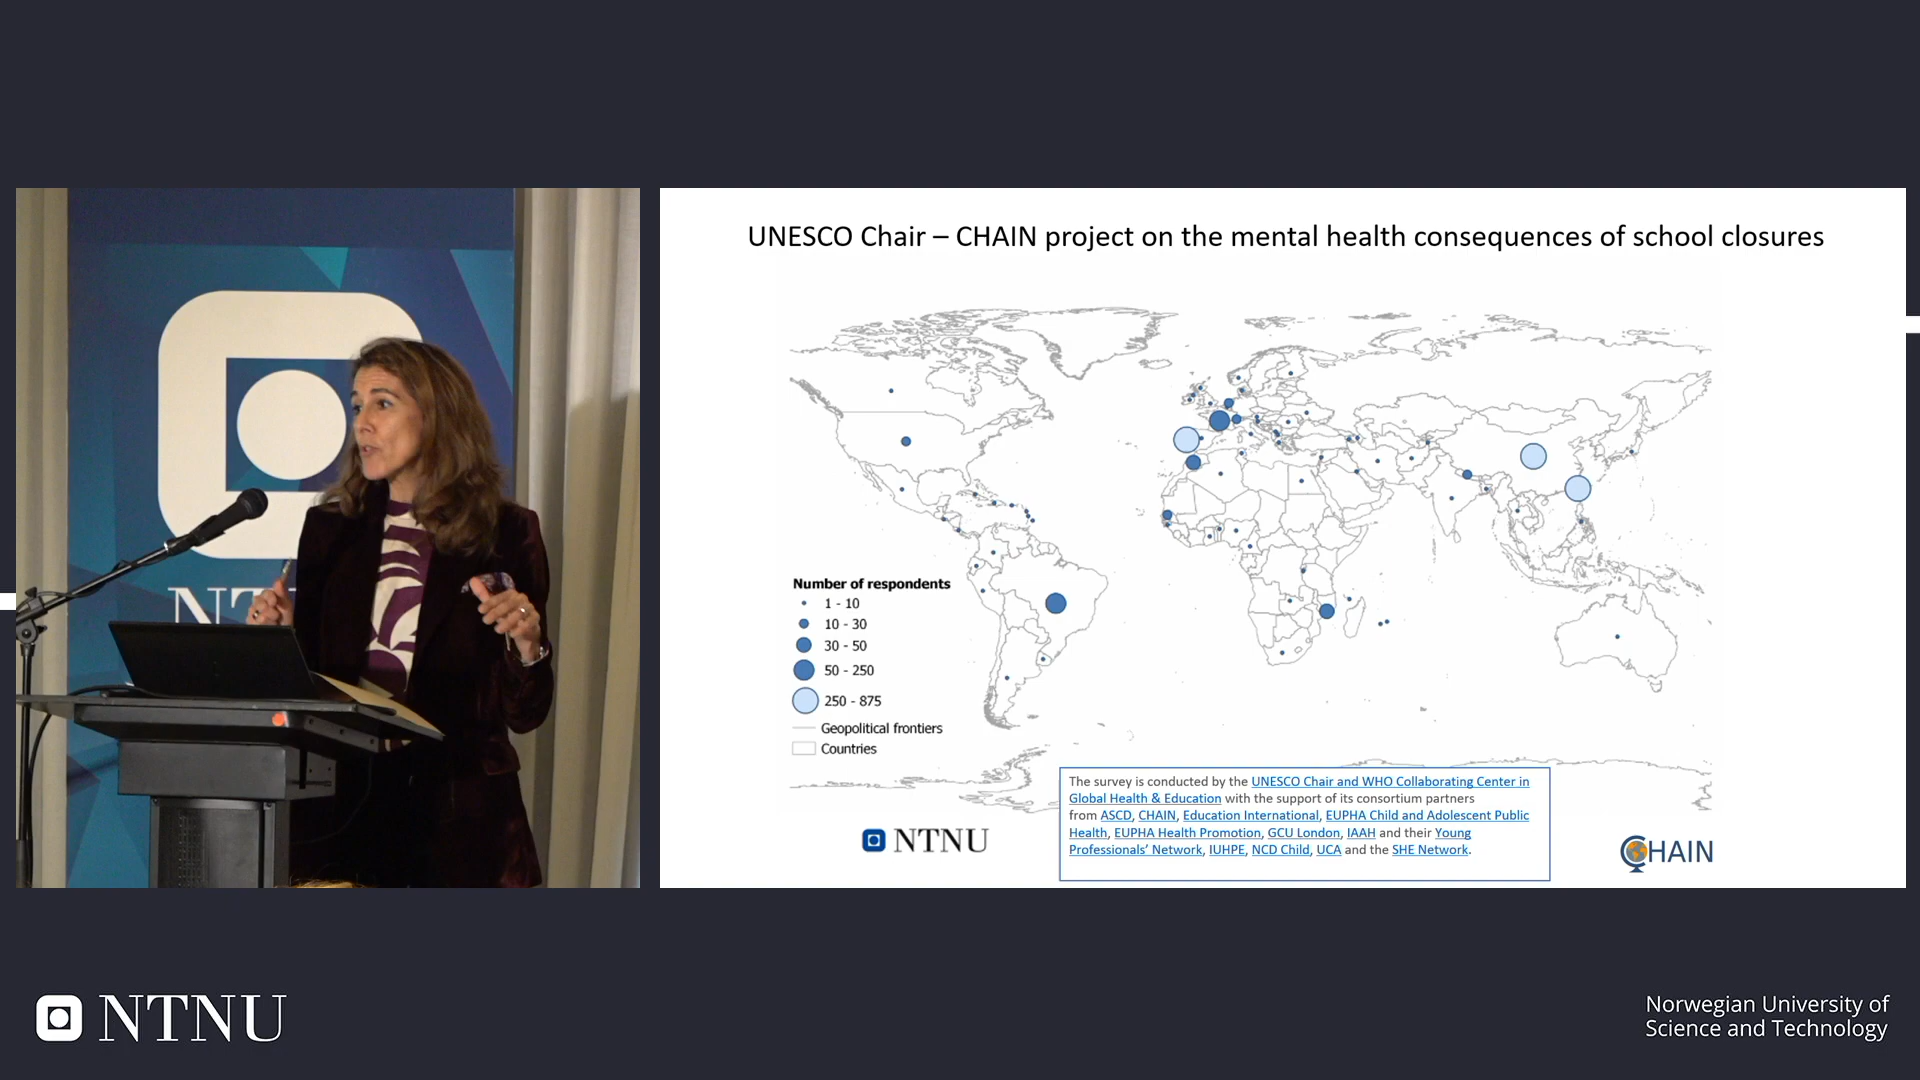 UNESCO Chair – CHAIN project on the mental health consequences of school closures
Number of respondents
1 - 10
10 - 30
30 - 50
50 - 250
250 - 875
Geopolitical frontiers
Countries
The survey is conducted by the UNESCO Chair and WHO Collaborating Center in
Global Health & Education with the support of its consortium partners
from ASCD, CHAIN, Education International, EUPHA Child and Adolescent Public
Health, EUPHA Health Promotion, GCU London, IAAH and their Young
Professionals’ Network, IUHPE, NCD Child, UCA and the SHE Network.
NTNU
CHAIN
NTNU
Norwegian University of
Science and Technology